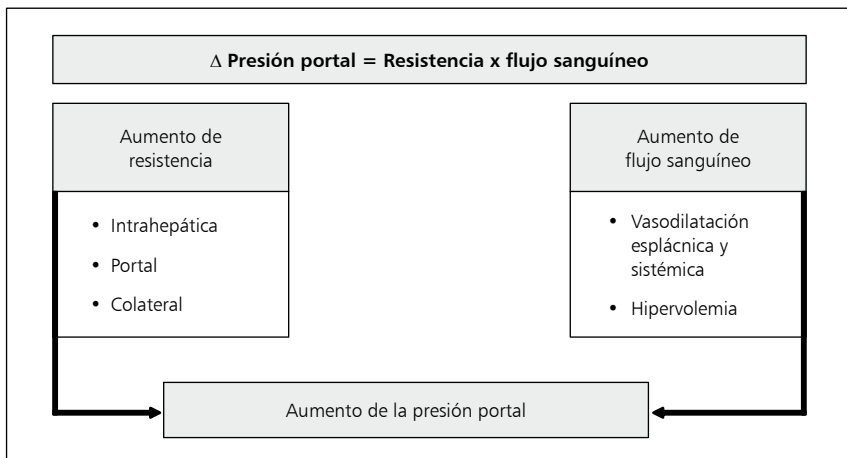 Δ Presión portal = Resistencia x flujo sanguíneo
Aumento de
resistencia
• Intrahepática
• Portal
• Colateral
Aumento de
flujo sanguíneo
• Vasodilatación
esplácnica y
sistémica
• Hipervolemia
Aumento de la presión portal